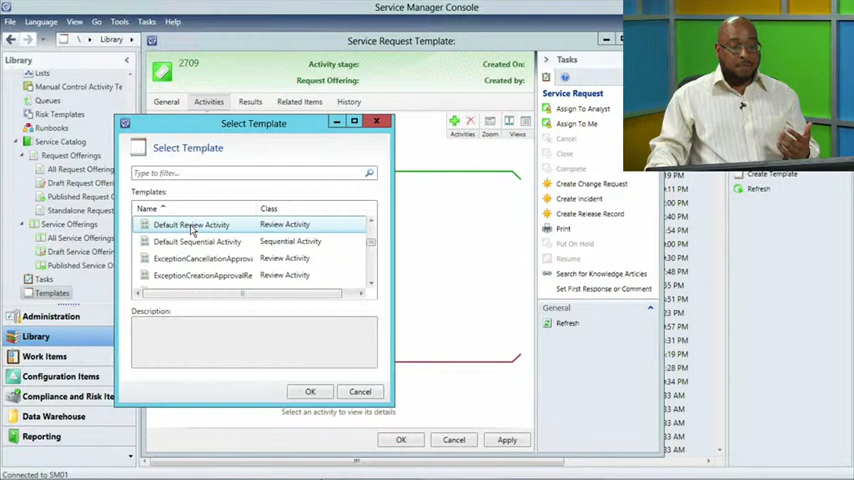 Service Manager Console
File Language View Go Tools Tasks Help
Library
Service Request Template:
Library
Lists
Manual Control Activity Te
Queues
Risk Templates
Runbooks
Service Catalog
Request Offerings
All Request Offerings
Draft Request Offerings
Published Request
Standalone Request
Service Offerings
All Service Offerings
Draft Service Offering
Published Service O
Tasks
Templates
Administration
Library
Work Items
Configuration Items
Compliance and Risk Ite
Data Warehouse
Reporting
Connected to SM01
2709
Activity stage:
Created On:
Request Offering:
Created by:
General Activities Results Related Items History
Activities Zoom Views
Select Template
Select Template
Type to filter...
Templates:
Name Class
Default Review Activity Review Activity
Default Sequential Activity Sequential Activity
ExceptionCancellationApprova Review Activity
ExceptionCreationApprovalRe Review Activity
Description:
OK Cancel
Select an activity to view its details
OK Cancel Apply
Tasks
Service Request
Assign To Analyst
Assign To Me
Cancel
Close
Complete
Create Change Request
Create Incident
Create Release Record
Print
Put On Hold
Resume
Search for Knowledge Articles
Set First Response or Comment
General
Refresh
Create Template
Refresh